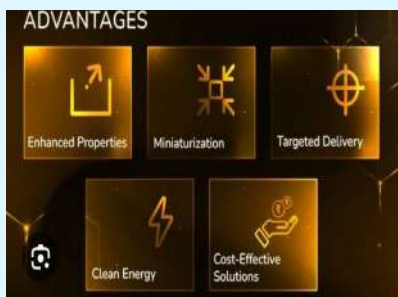 ADVANTAGES
Enhanced Properties
Miniaturization
Targeted Delivery
Clean Energy
Cost-Effective
Solutions